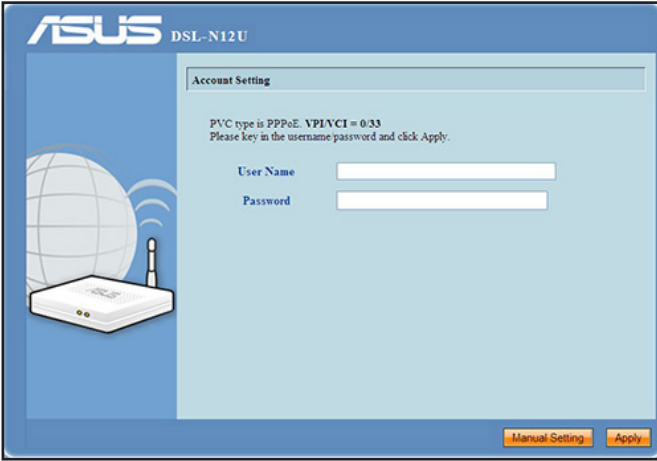 ASUS DSL-N12U
Account Setting
PVC type is PPPoE. VPI/VCI = 0/33
Please key in the username/password and click Apply.
User Name
Password
ASUS
Manual Setting Apply